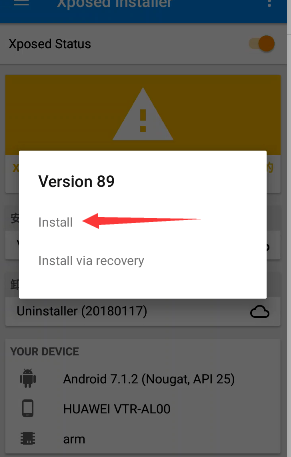 Xposed Installer
Xposed Status
Version 89
Install
Install via recovery
Uninstaller (20180117)
YOUR DEVICE
Android 7.1.2 (Nougat, API 25)
HUAWEI VTR-AL00
arm